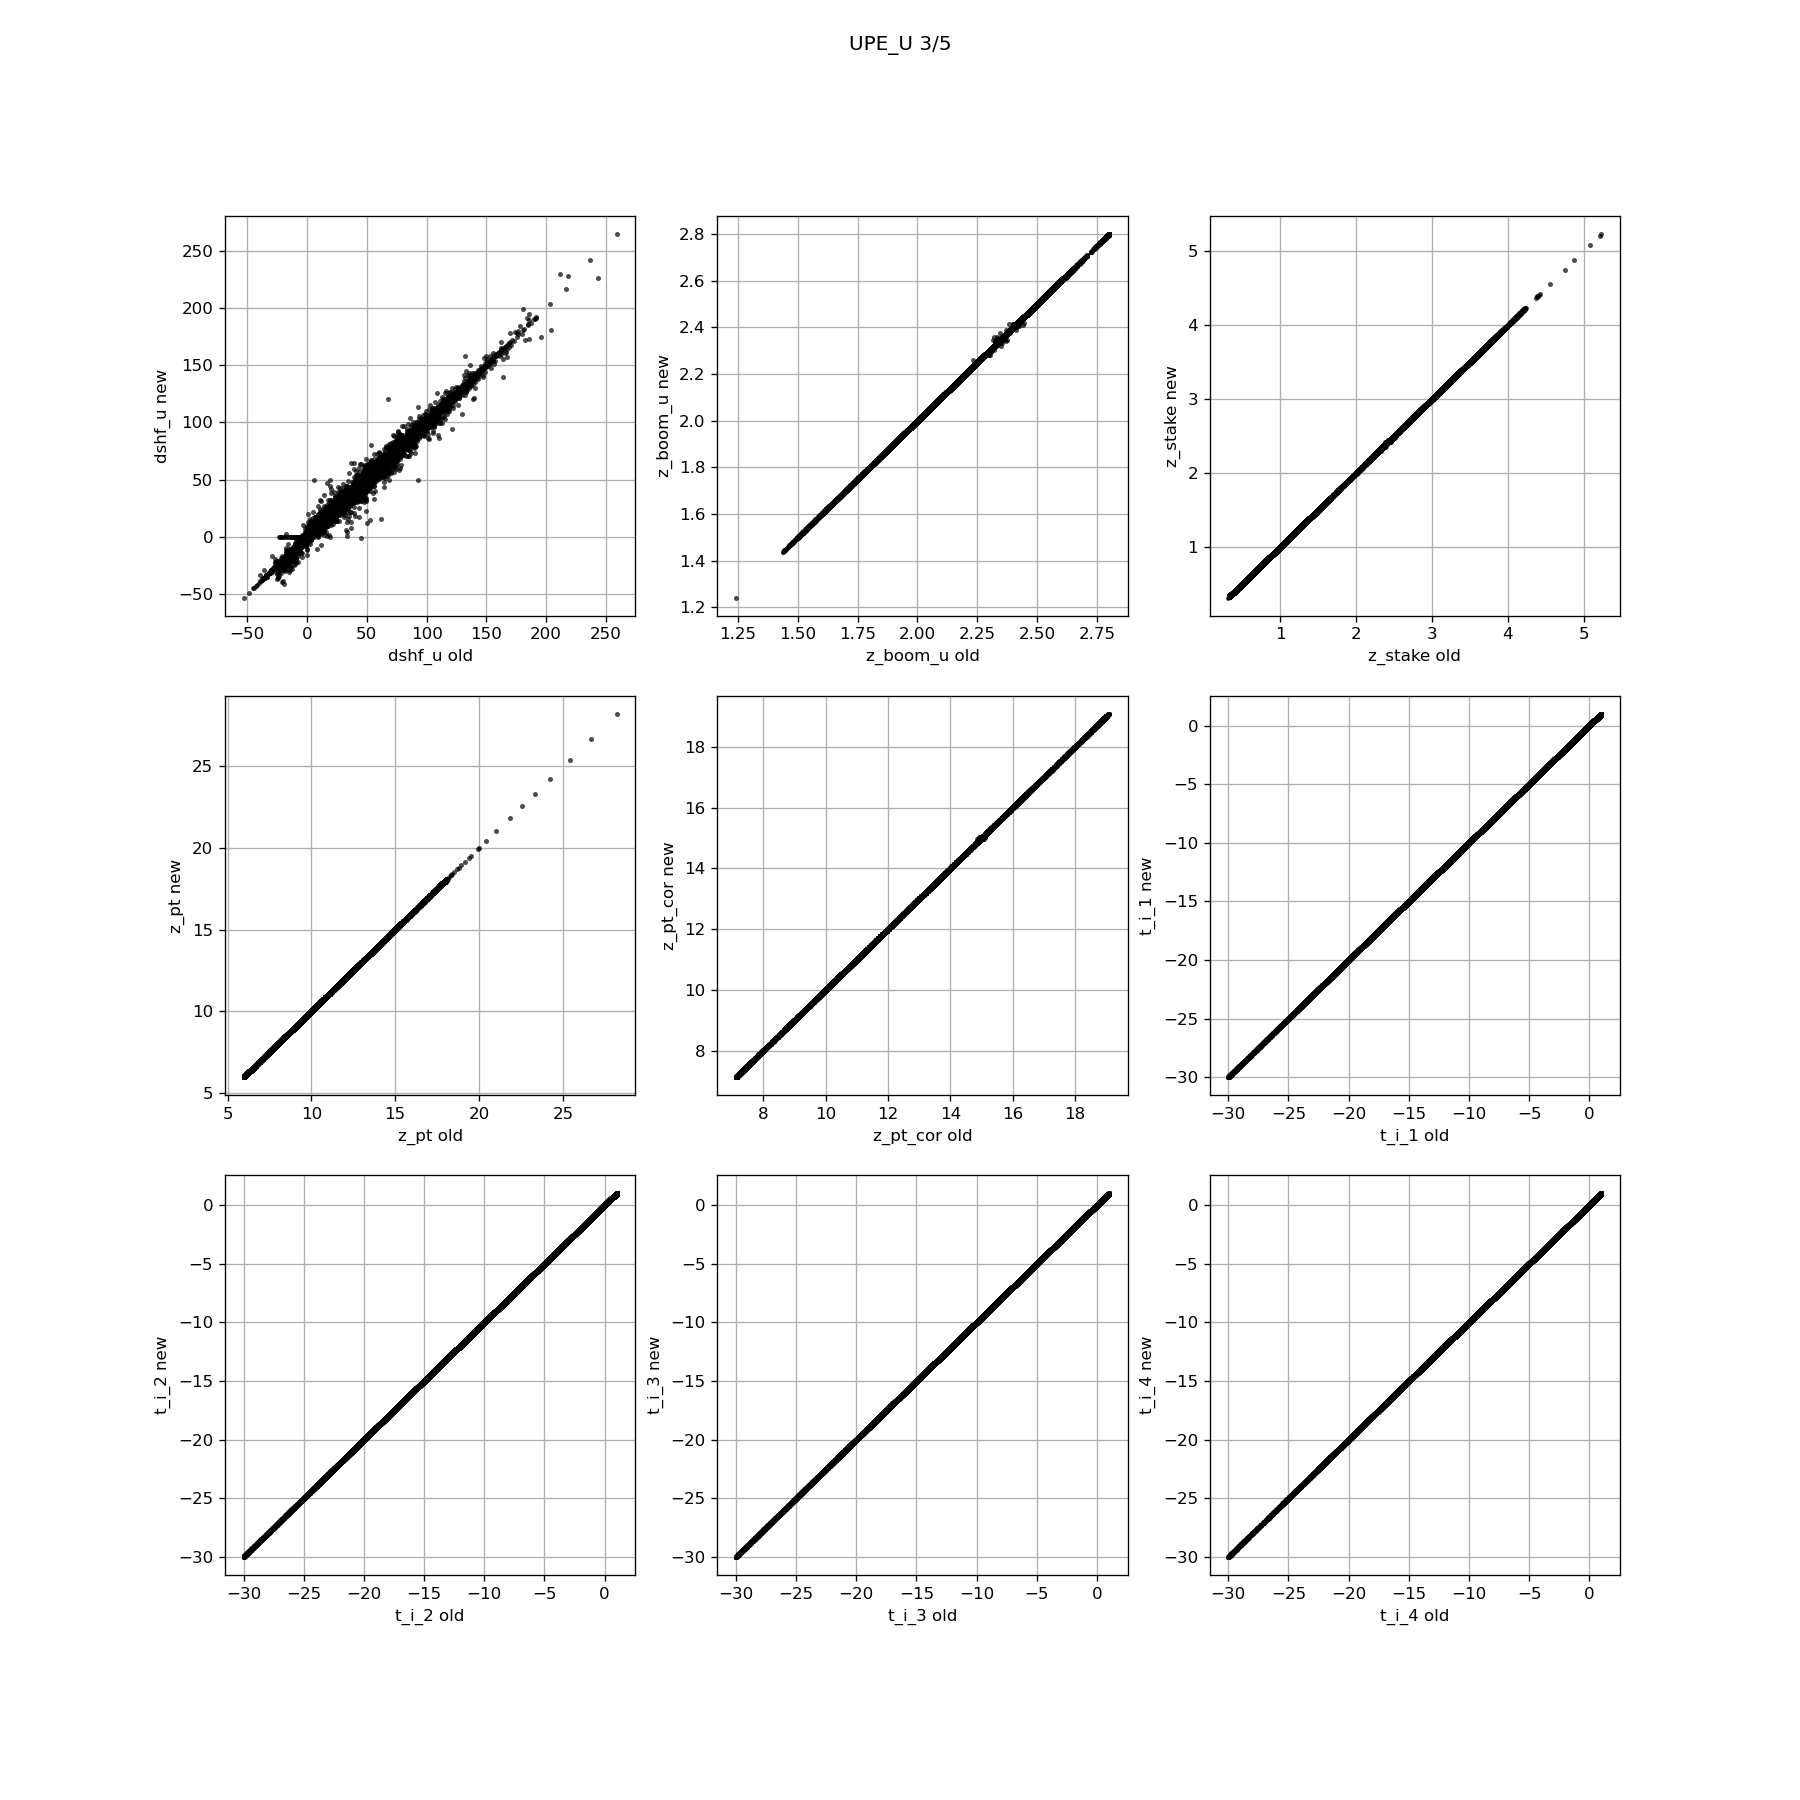 UPE_U 3/5
dshf_u new
250
200
150
100
50
0
−50
−50 0 50 100 150 200 250
dshf_u old
z_boom_u new
2.8
2.6
2.4
2.2
2.0
1.8
1.6
1.4
1.2
1.25 1.50 1.75 2.00 2.25 2.50 2.75
z_boom_u old
z_stake new
5
4
3
2
1
1 2 3 4 5
z_stake old
z_pt new
25
20
15
10
5
5 10 15 20 25
z_pt old
z_pt_cor new
18
16
14
12
10
8
8 10 12 14 16 18
z_pt_cor old
t_i_1 new
0
−5
−10
−15
−20
−25
−30
−30 −25 −20 −15 −10 −5 0
t_i_1 old
t_i_2 new
0
−5
−10
−15
−20
−25
−30
−30 −25 −20 −15 −10 −5 0
t_i_2 old
t_i_3 new
0
−5
−10
−15
−20
−25
−30
−30 −25 −20 −15 −10 −5 0
t_i_3 old
t_i_4 new
0
−5
−10
−15
−20
−25
−30
−30 −25 −20 −15 −10 −5 0
t_i_4 old